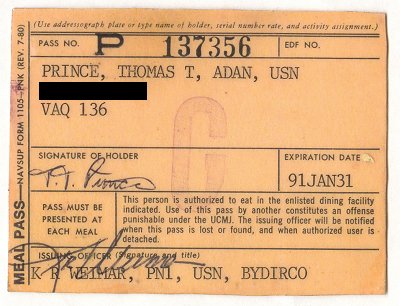 (Use addressograph plate or type name of holder, serial number rate, and activity assignment.)
PASS NO. P 137356 EDF NO.
PRINCE, THOMAS T, ADAN, USN
VAQ 136
C
SIGNATURE OF HOLDER EXPIRATION DATE
T. T. Prince 91JAN31
PASS MUST BE PRESENTED AT EACH MEAL
This person is authorized to eat in the enlisted dining facility
indicated. Use of this pass by another constitutes an offense
punishable under the UCMJ. The issuing officer will be notified
when this pass is lost or found, and when authorized user is
detached.
ISSUING OFFICER (Signature and title)
K R WEIMAR, PN1, USN, BYDIRCO
MEAL PASS—NAVSUP FORM 1105—PNK (REV. 7-80)